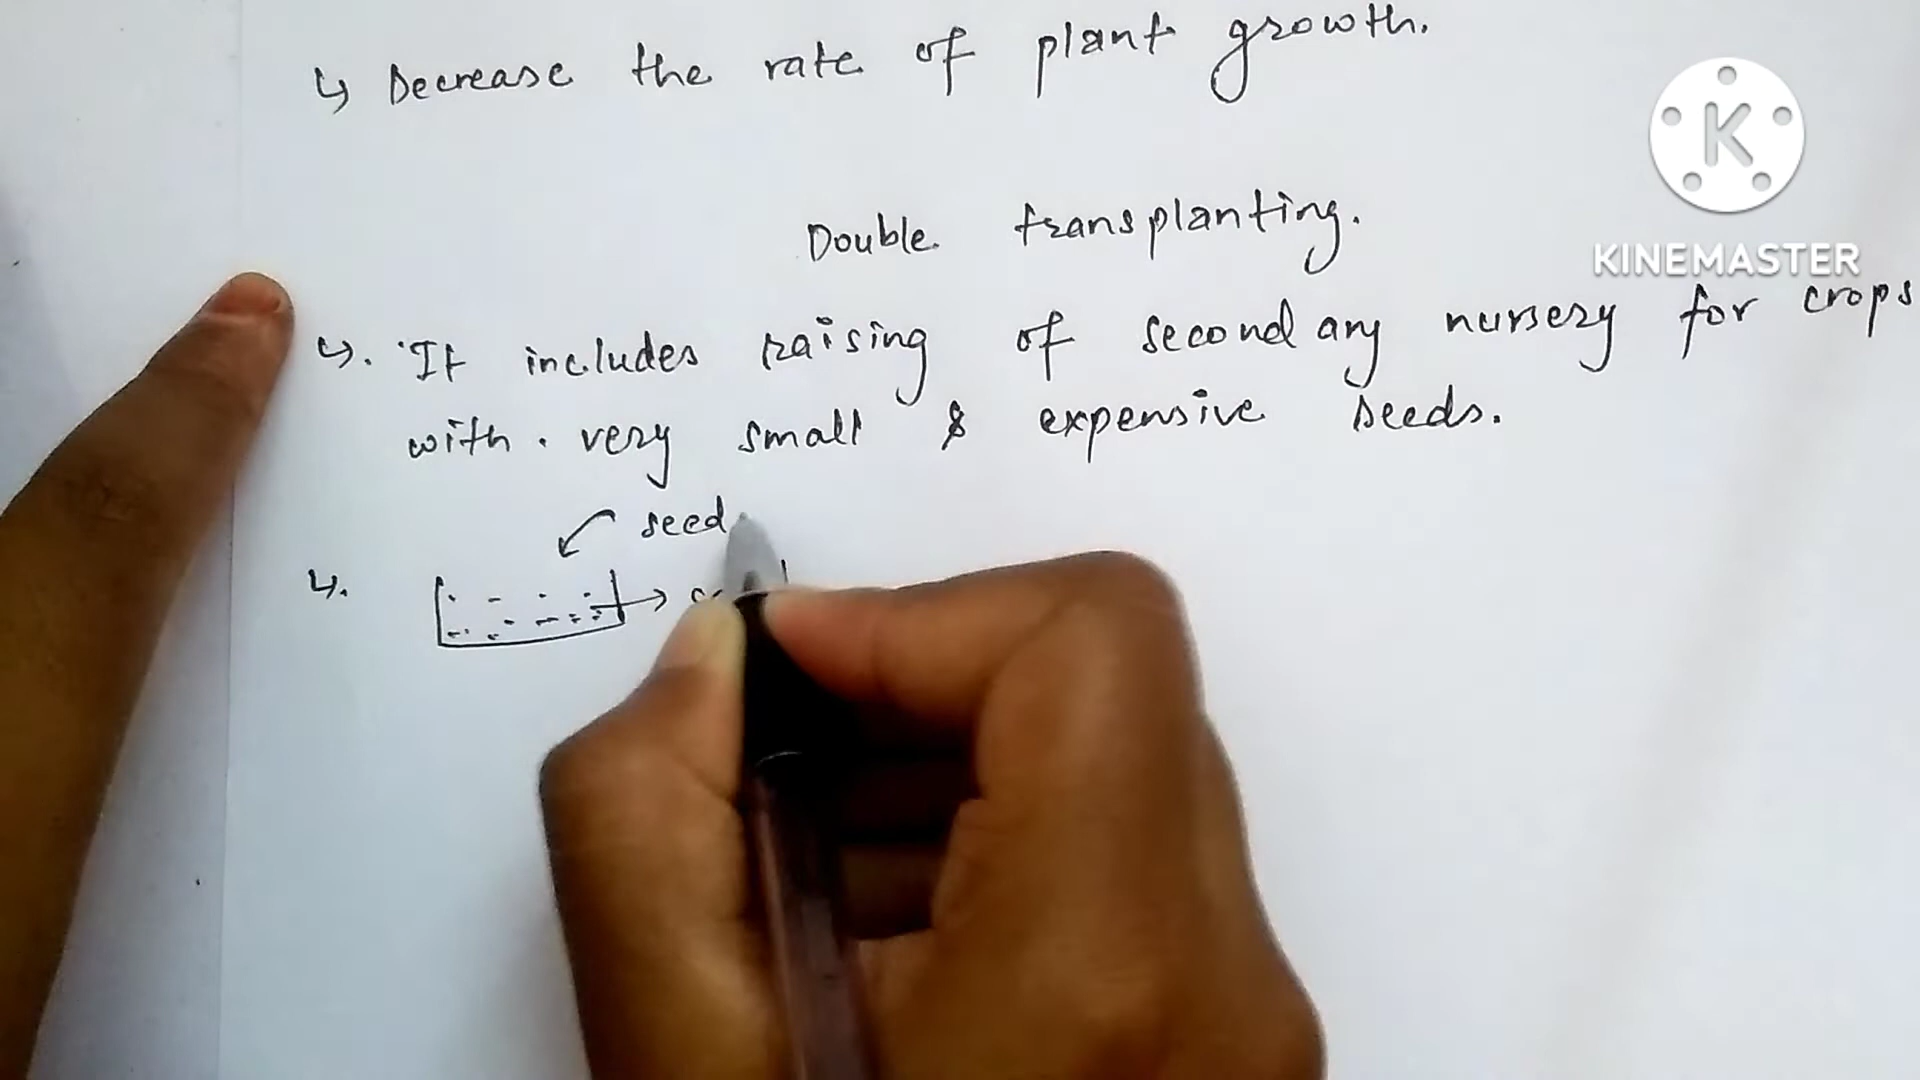 ↳ Decrease the rate of plant growth.
K
KINEMASTER
Double transplanting.
↳. It includes raising of secondary nursery for crops
with. very small & expensive seeds.
seed
↳.